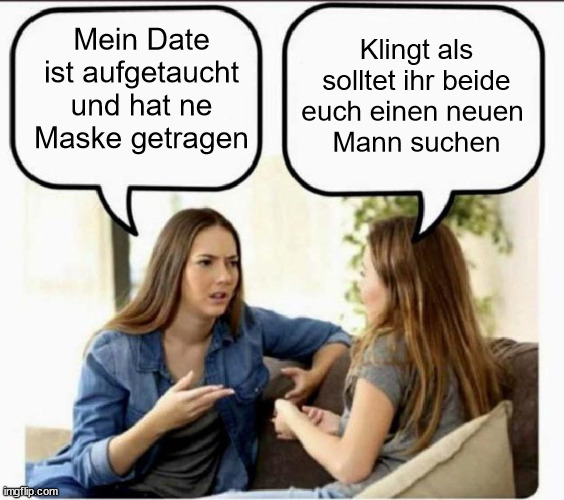 Mein Date
ist aufgetaucht
und hat ne
Maske getragen
Klingt als
solltet ihr beide
euch einen neuen
Mann suchen
imgflip.com